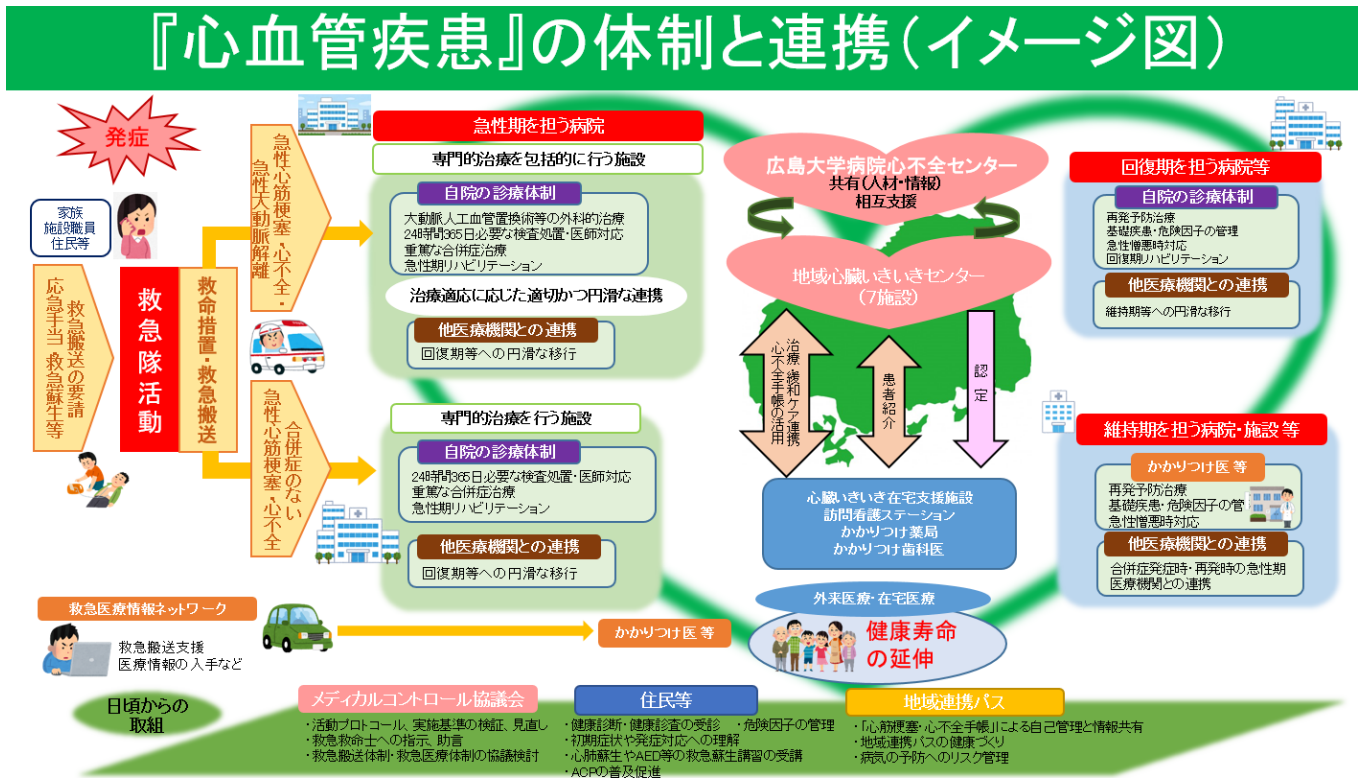 『心血管疾患』の体制と連携(イメージ図)
発症
家族
施設職員
住民等
救急搬送の要請
応急手当 救急蘇生等
救急隊活動
救命措置・救急搬送
急性心筋梗塞・心不全・
急性大動脈解離
合併症のない
急性心筋梗塞・心不全
急性期を担う病院
専門的治療を包括的に行う施設
自院の診療体制
大動脈人工血管置換術等の外科的治療
24時間365日必要な検査処置・医師対応
重篤な合併症治療
急性期リハビリテーション
治療適応に応じた適切かつ円滑な連携
他医療機関との連携
回復期等への円滑な移行
専門的治療を行う施設
自院の診療体制
24時間365日必要な検査処置・医師対応
重篤な合併症治療
急性期リハビリテーション
他医療機関との連携
回復期等への円滑な移行
広島大学病院心不全センター
共有(人材・情報)
相互支援
地域心臓いきいきセンター
(7施設)
治療・緩和ケア連携
心不全手帳の活用
患者紹介
認定
心臓いきいき在宅支援施設
訪問看護ステーション
かかりつけ薬局
かかりつけ歯科医
外来医療・在宅医療
健康寿命
の延伸
回復期を担う病院等
自院の診療体制
再発予防治療
基礎疾患・危険因子の管理
急性憎悪時対応
回復期リハビリテーション
他医療機関との連携
維持期等への円滑な移行
維持期を担う病院・施設 等
かかりつけ医 等
再発予防治療
基礎疾患・危険因子の管
急性憎悪時対応
他医療機関との連携
合併症発症時・再発時の急性期
医療機関との連携
救急医療情報ネットワーク
救急搬送支援
医療情報の入手など
かかりつけ医 等
日頃からの
取組
メディカルコントロール協議会
・活動プロトコール、実施基準の検証、見直し
・救急救命士への指示、助言
・救急搬送体制・救急医療体制の協議検討
住民等
・健康診断・健康診査の受診 ・危険因子の管理
・初期症状や発症対応への理解
・心肺蘇生やAED等の救急蘇生講習の受講
・ACPの普及促進
地域連携パス
・「心筋梗塞・心不全手帳」による自己管理と情報共有
・地域連携パスの健康づくり
・病気の予防へのリスク管理